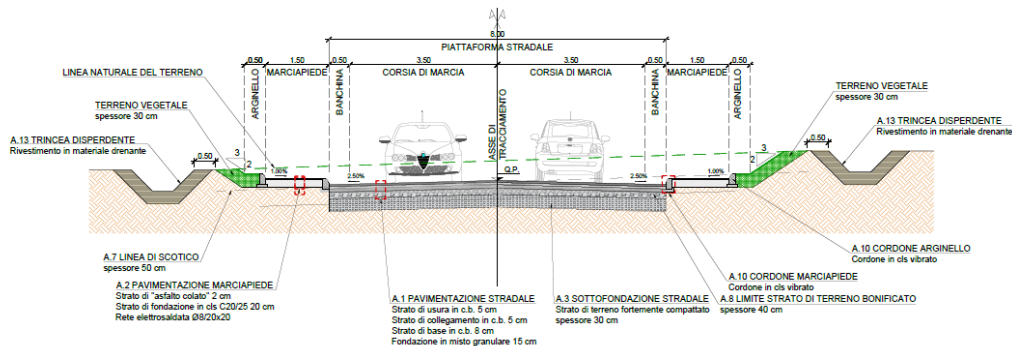 8.00
PIATTAFORMA STRADALE
0.50 1.50 0.50 3.50 3.50 0.50 1.50 0.50
ARGINELLO MARCIAPIEDE BANCHINA CORSIA DI MARCIA CORSIA DI MARCIA BANCHINA MARCIAPIEDE ARGINELLO
ASSE DI
TRACCIAMENTO
LINEA NATURALE DEL TERRENO
TERRENO VEGETALE
spessore 30 cm
A.13 TRINCEA DISPERDENTE
Rivestimento in materiale drenante
TERRENO VEGETALE
spessore 30 cm
A.13 TRINCEA DISPERDENTE
Rivestimento in materiale drenante
0.50
3
2
1.00%
2.50%
Q.P.
2.50%
1.00%
2
3
0.50
A.7 LINEA DI SCOTICO
spessore 50 cm
A.2 PAVIMENTAZIONE MARCIAPIEDE
Strato di "asfalto colato" 2 cm
Strato di fondazione in cls C20/25 20 cm
Rete elettrosaldata Ø8/20x20
A.1 PAVIMENTAZIONE STRADALE
Strato di usura in c.b. 5 cm
Strato di collegamento in c.b. 5 cm
Strato di base in c.b. 8 cm
Fondazione in misto granulare 15 cm
A.3 SOTTOFONDAZIONE STRADALE
Strato di terreno fortemente compattato
spessore 30 cm
A.10 CORDONE ARGINELLO
Cordone in cls vibrato
A.10 CORDONE MARCIAPIEDE
Cordone in cls vibrato
A.8 LIMITE STRATO DI TERRENO BONIFICATO
spessore 40 cm